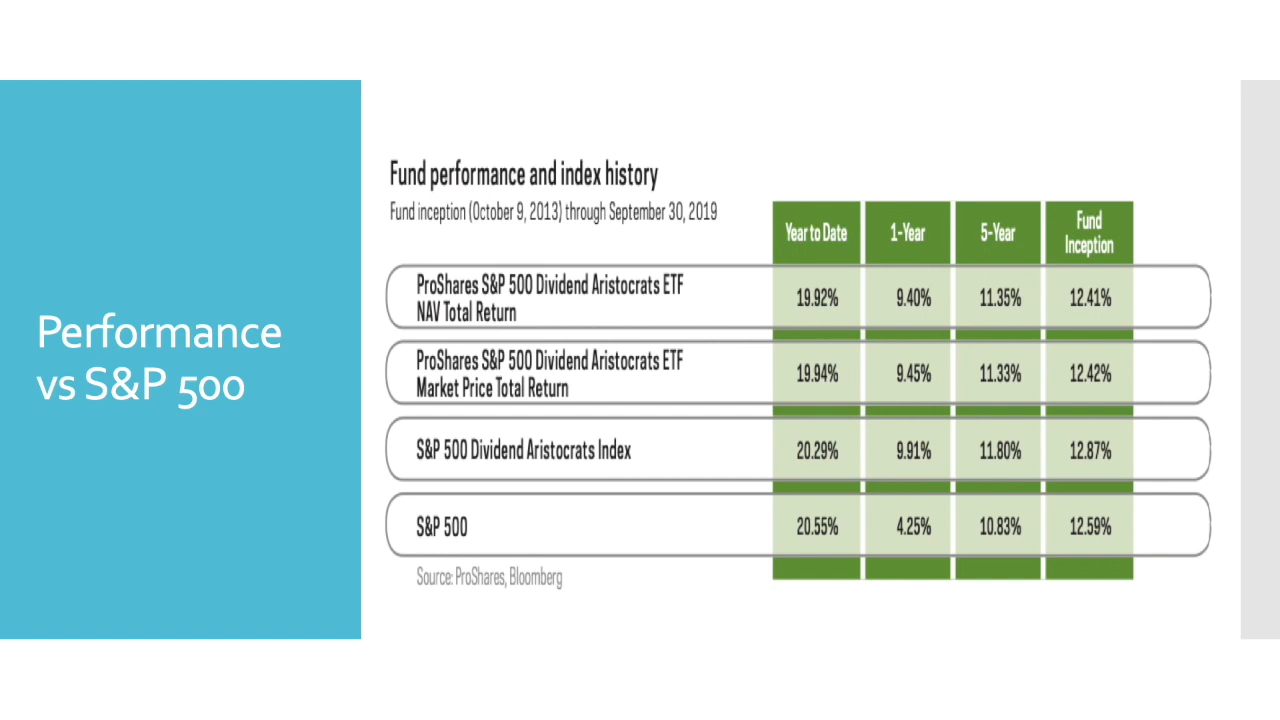 Performance
vs S&P 500
Fund performance and index history
Fund inception (October 9, 2013) through September 30, 2019
Year to Date 1-Year 5-Year Fund Inception
ProShares S&P 500 Dividend Aristocrats ETF
NAV Total Return
19.92% 9.40% 11.35% 12.41%
ProShares S&P 500 Dividend Aristocrats ETF
Market Price Total Return
19.94% 9.45% 11.33% 12.42%
S&P 500 Dividend Aristocrats Index 20.29% 9.91% 11.80% 12.87%
S&P 500 20.55% 4.25% 10.83% 12.59%
Source: ProShares, Bloomberg